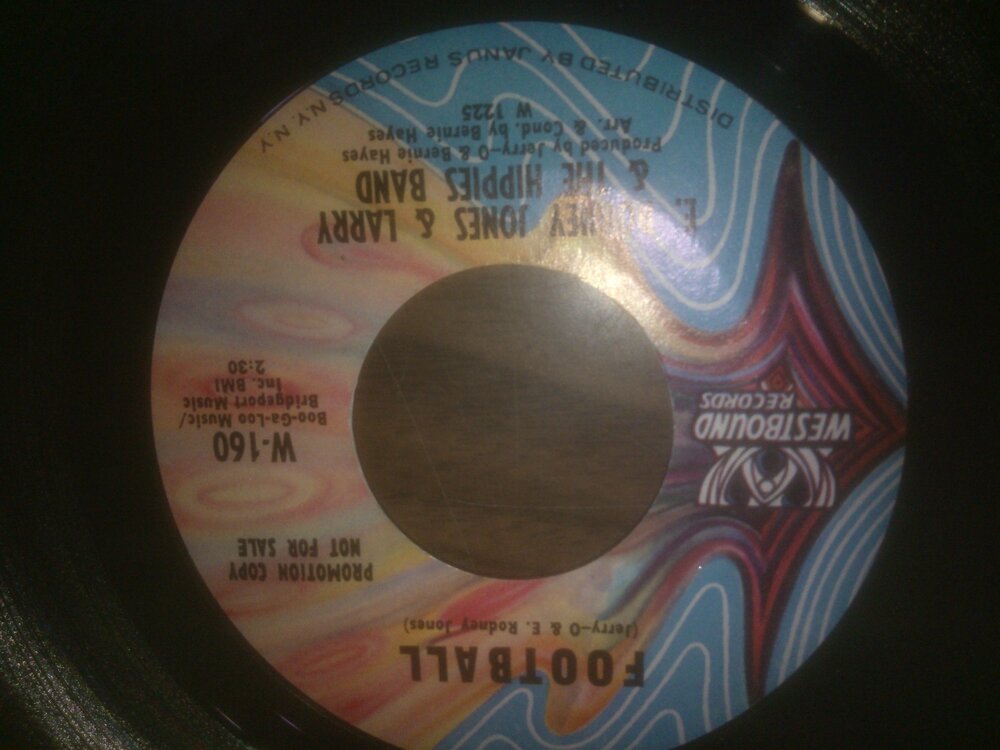 FOOTBALL
(Jerry-O & E. Rodney Jones)
PROMOTION COPY
NOT FOR SALE
WESTBOUND
RECORDS
W-160
Boo-Ga-Loo Music/
Bridgeport Music
Inc. BMI
2:30
E. RODNEY JONES & LARRY
& THE HIPPIES BAND
Produced by Jerry-O & Bernie Hayes
Arr. & Cond. by Bernie Hayes
W 1225
DISTRIBUTED BY JANUS RECORDS N.Y. N.Y